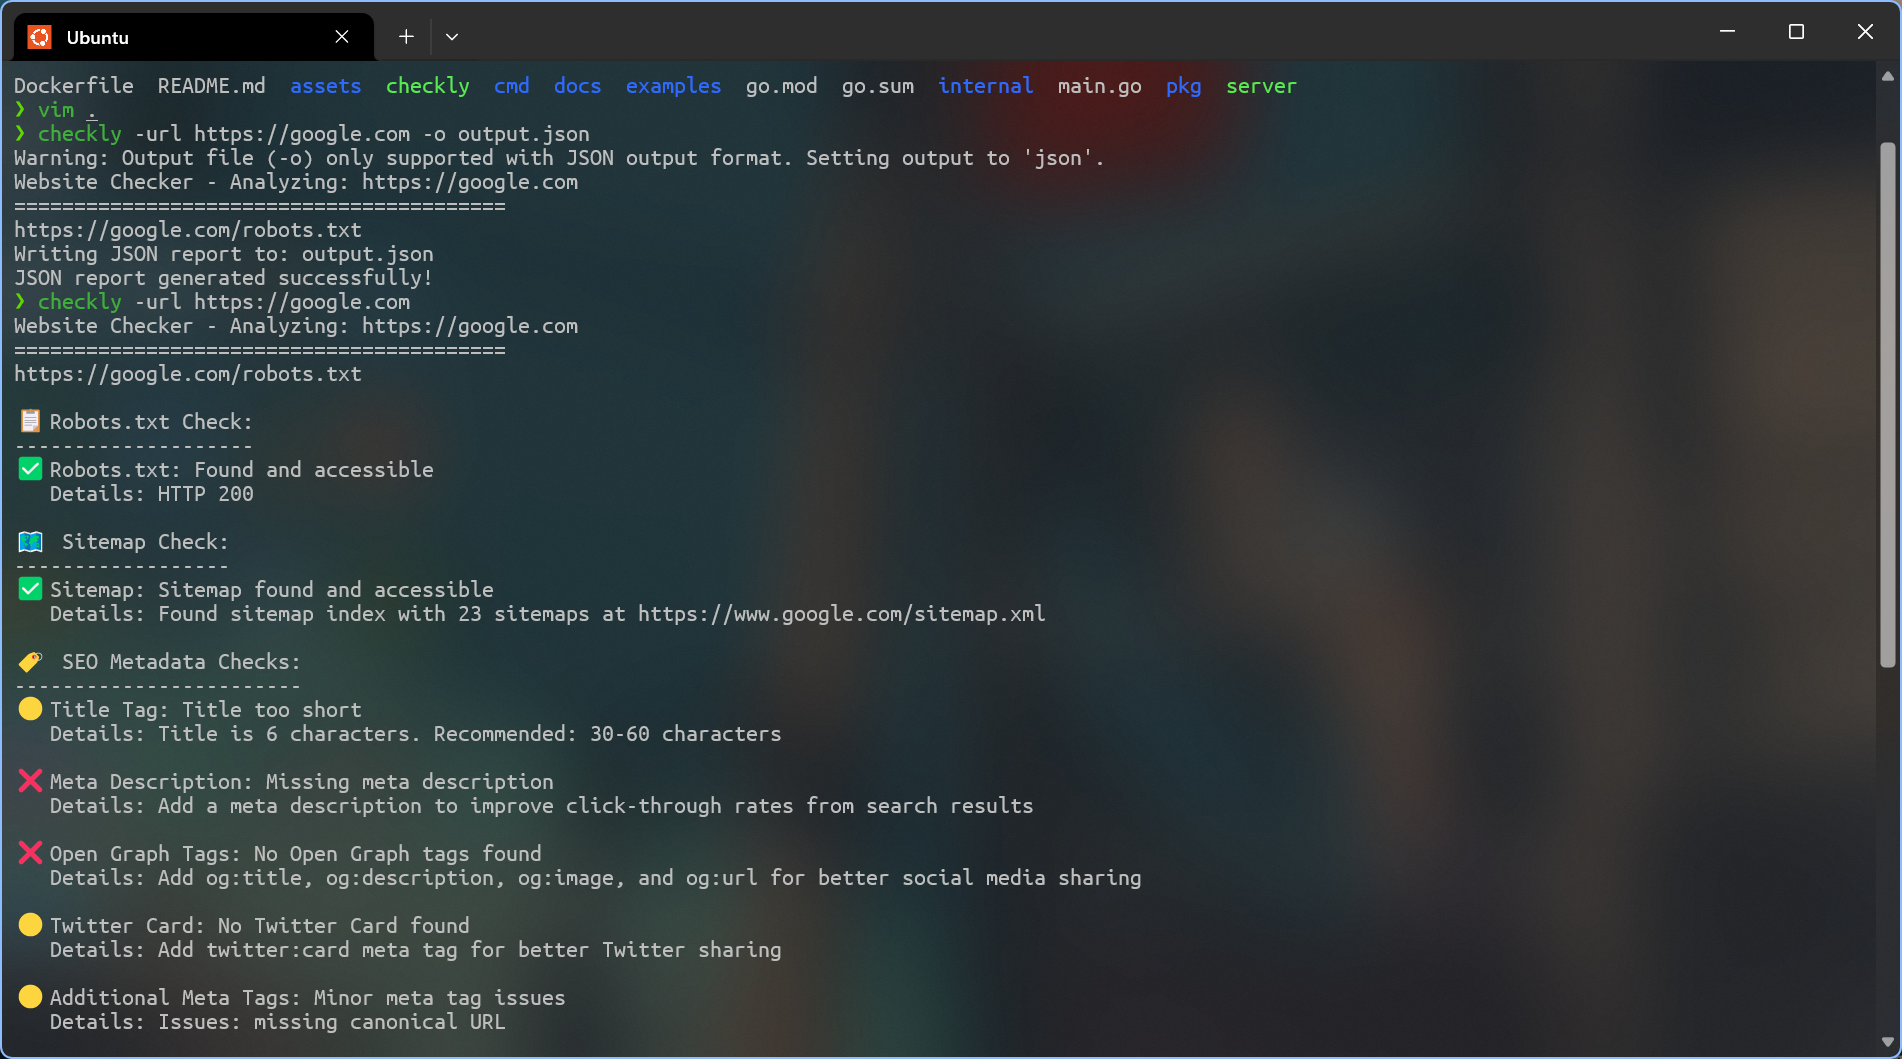 Ubuntu
Dockerfile  README.md  assets  checkly  cmd  docs  examples  go.mod  go.sum  internal  main.go  pkg  server
❯ vim .
❯ checkly -url https://google.com -o output.json
Warning: Output file (-o) only supported with JSON output format. Setting output to 'json'.
Website Checker - Analyzing: https://google.com
=========================================
https://google.com/robots.txt
Writing JSON report to: output.json
JSON report generated successfully!
❯ checkly -url https://google.com
Website Checker - Analyzing: https://google.com
=========================================
https://google.com/robots.txt
📋 Robots.txt Check:
--------------------
✅ Robots.txt: Found and accessible
   Details: HTTP 200
🗺️  Sitemap Check:
------------------
✅ Sitemap: Sitemap found and accessible
   Details: Found sitemap index with 23 sitemaps at https://www.google.com/sitemap.xml
🏷️  SEO Metadata Checks:
------------------------
🟡 Title Tag: Title too short
   Details: Title is 6 characters. Recommended: 30-60 characters
❌ Meta Description: Missing meta description
   Details: Add a meta description to improve click-through rates from search results
❌ Open Graph Tags: No Open Graph tags found
   Details: Add og:title, og:description, og:image, and og:url for better social media sharing
🟡 Twitter Card: No Twitter Card found
   Details: Add twitter:card meta tag for better Twitter sharing
🟡 Additional Meta Tags: Minor meta tag issues
   Details: Issues: missing canonical URL